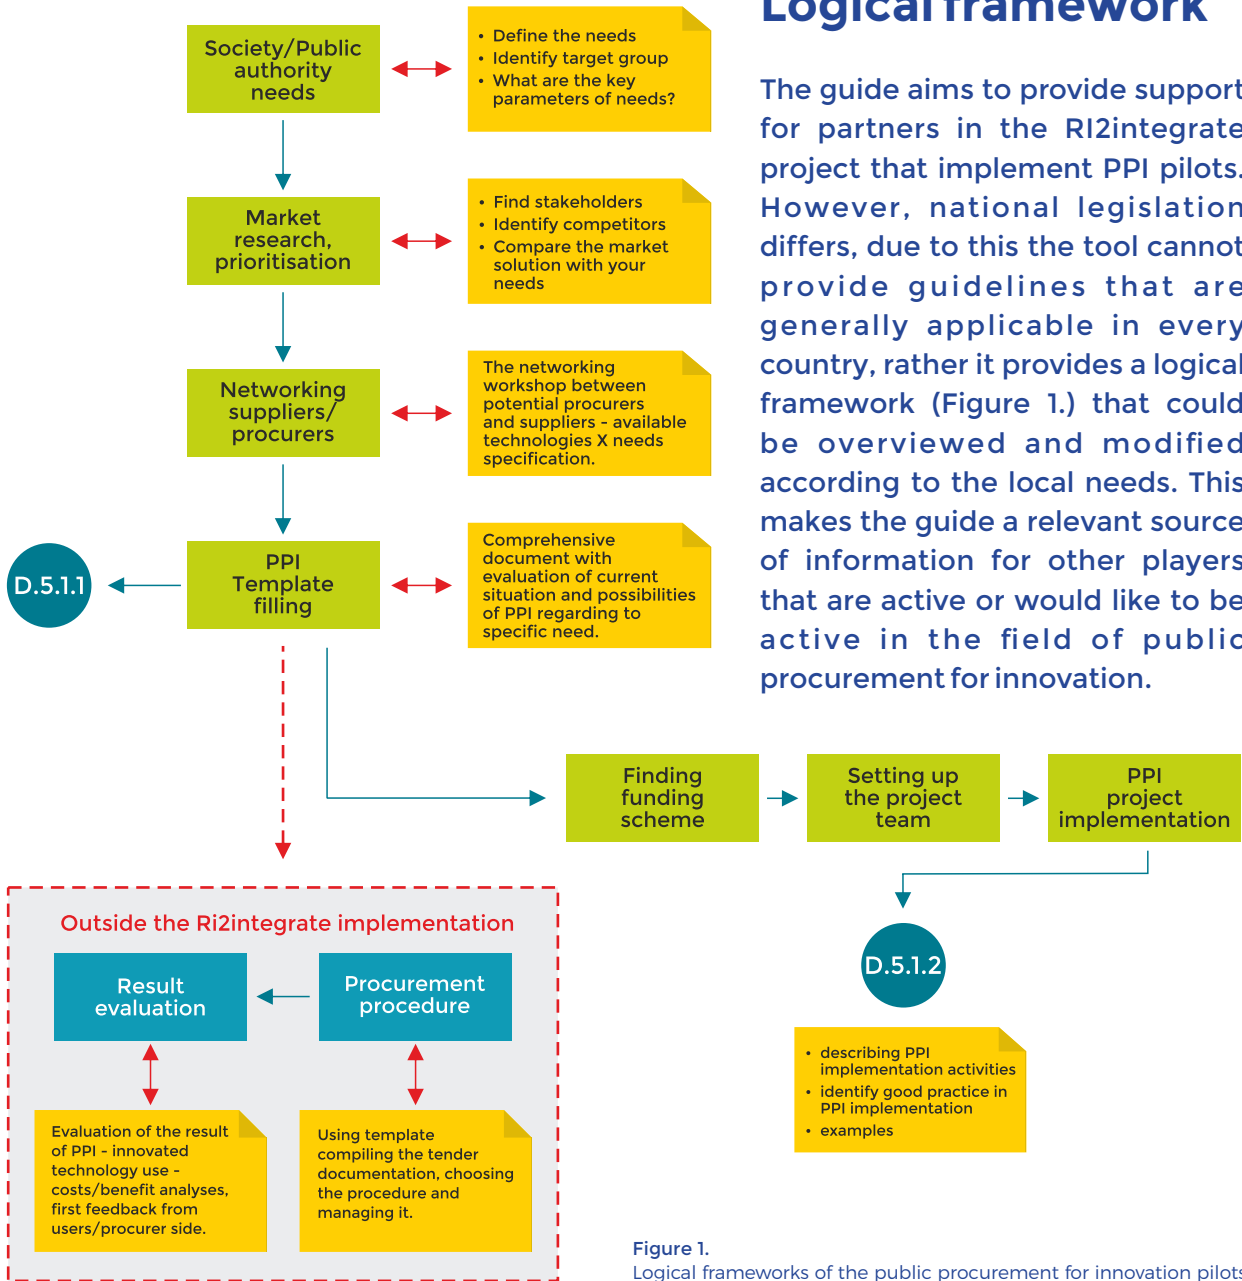 Logical framework
The guide aims to provide support
for partners in the RI2integrate
project that implement PPI pilots.
However, national legislation
differs, due to this the tool cannot
provide guidelines that are
generally applicable in every
country, rather it provides a logical
framework (Figure 1.) that could
be overviewed and modified
according to the local needs. This
makes the guide a relevant source
of information for other players
that are active or would like to be
active in the field of public
procurement for innovation.
Society/Public
authority
needs
• Define the needs
• Identify target group
• What are the key
parameters of needs?
Market
research,
prioritisation
• Find stakeholders
• Identify competitors
• Compare the market
solution with your
needs
Networking
suppliers/
procurers
The networking
workshop between
potential procurers
and suppliers - available
technologies X needs
specification.
D.5.1.1
PPI
Template
filling
Comprehensive
document with
evaluation of current
situation and possibilities
of PPI regarding to
specific need.
Finding
funding
scheme
Setting up
the project
team
PPI
project
implementation
D.5.1.2
• describing PPI
implementation activities
• identify good practice in
PPI implementation
• examples
Outside the Ri2integrate implementation
Result
evaluation
Procurement
procedure
Evaluation of the result
of PPI - innovated
technology use -
costs/benefit analyses,
first feedback from
users/procurer side.
Using template
compiling the tender
documentation, choosing
the procedure and
managing it.
Figure 1.
Logical frameworks of the public procurement for innovation pilots